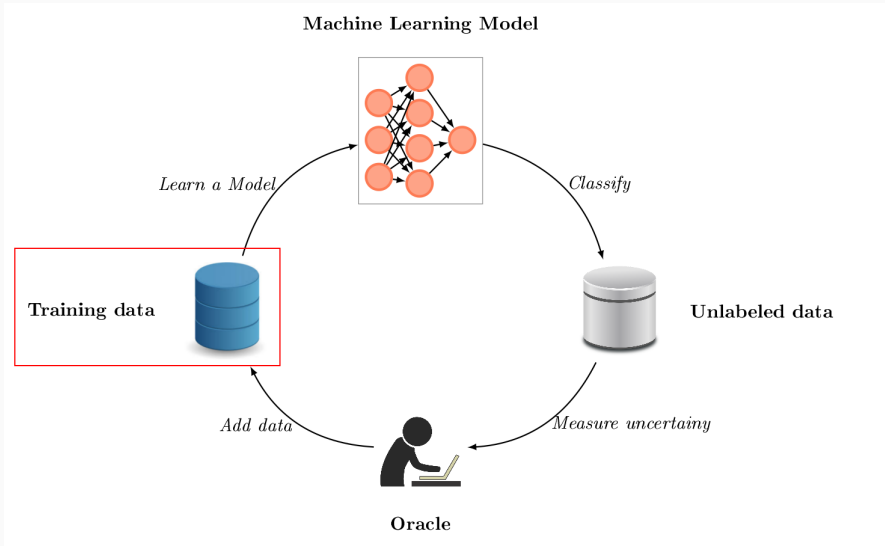 Machine Learning Model
Learn a Model
Classify
Training data
Unlabeled data
Add data
Measure uncertainy
Oracle